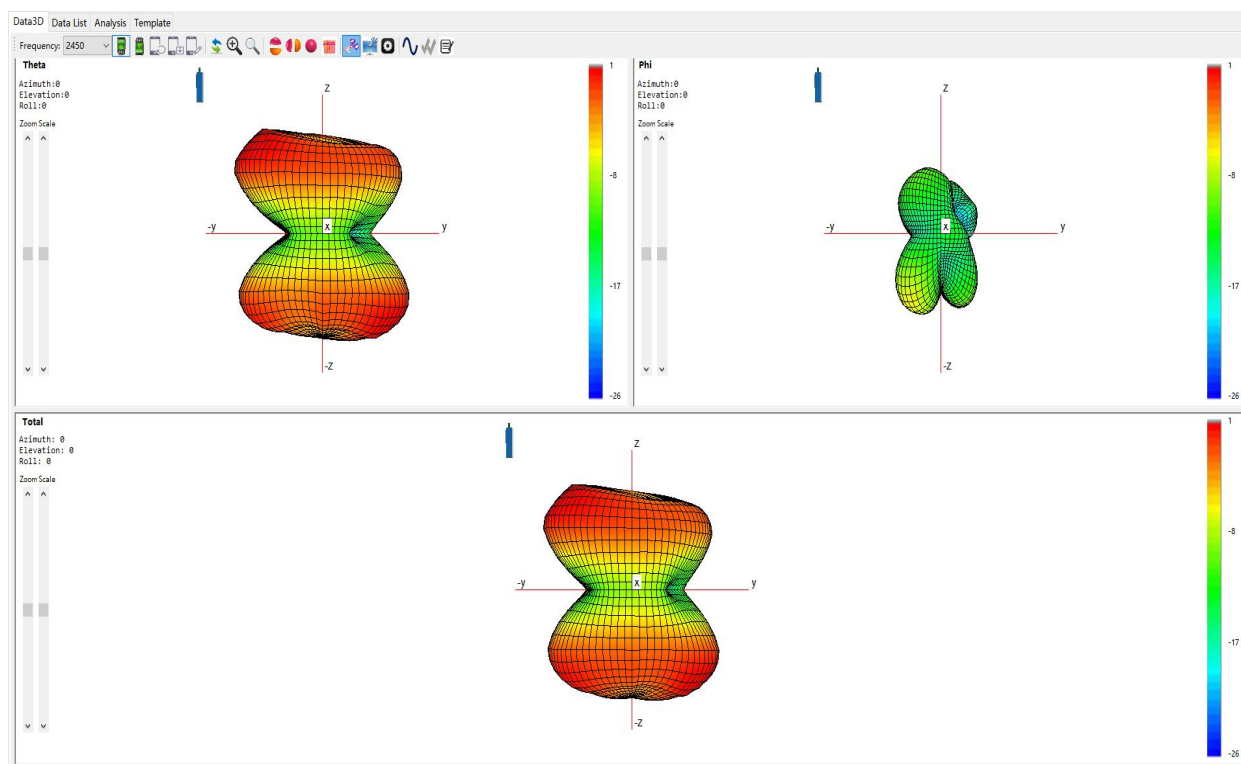 Data3D Data List Analysis Template
Frequency: 2450
Theta
Azimuth:0
Elevation:0
Roll:0
Zoom Scale
Z
-y
X
y
-Z
1
-8
-17
-26
Phi
Azimuth:0
Elevation:0
Roll:0
Zoom Scale
Z
-y
X
y
-Z
1
-8
-17
-26
Total
Azimuth: 0
Elevation: 0
Roll: 0
Zoom Scale
Z
-y
X
y
-Z
1
-8
-17
-26